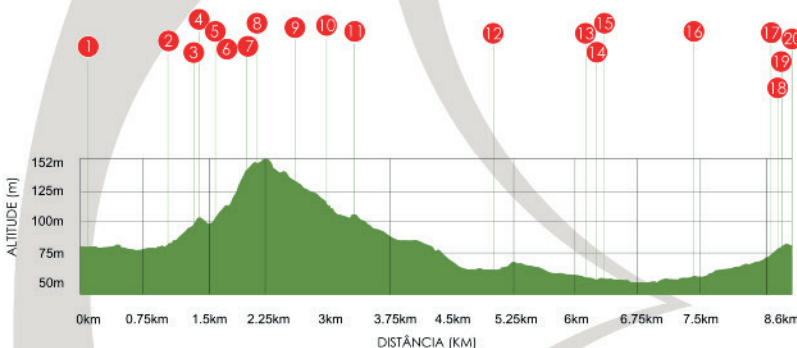 1 2 3 4 5 6 7 8 9 10 11 12 13 14 15 16 17 18 19 20
ALTITUDE (m)
152m
125m
100m
75m
50m
0km 0.75km 1.5km 2.25km 3km 3.75km 4.5km 5.25km 6km 6.75km 7.5km 8.6km
DISTÂNCIA (KM)